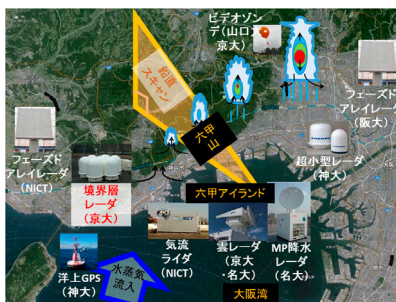 ビデオゾン
デ(山口大
京大)
鉛直
スキャン
フェーズド
アレイレーダ
(阪大)
六甲
山
フェーズド
アレイレーダ
(NICT)
超小型レーダ
(神大)
境界層
レーダ
(京大)
六甲アイランド
気流
ライダ
(NICT)
雲レーダ
(京大
・名大)
MP降水
レーダ
(名大)
洋上GPS
(神大)
水蒸気
流入
大阪湾